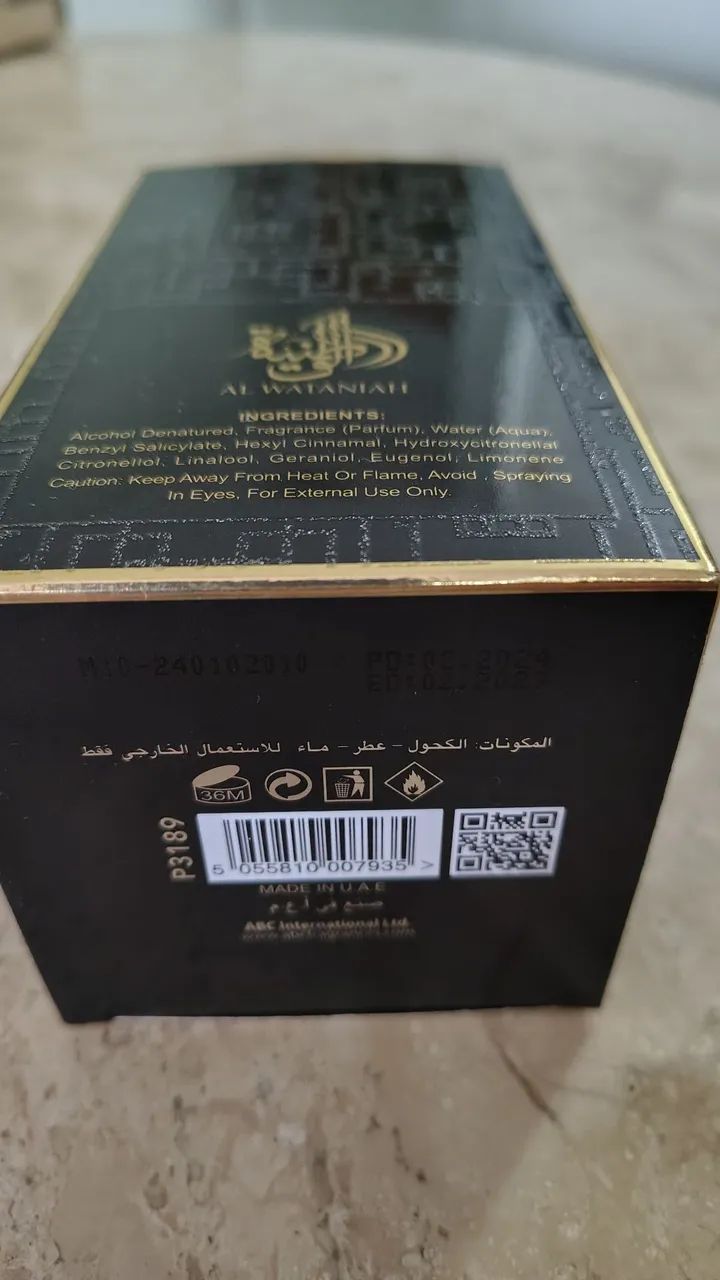 AL WATANIAH
INGREDIENTS:
Alcohol Denatured, Fragrance (Parfum), Water (Aqua),
Benzyl Salicylate, Hexyl Cinnamal, Hydroxycitronellal
Citronellol, Linalool, Geraniol, Eugenol, Limonene
Caution: Keep Away From Heat Or Flame, Avoid , Spraying
In Eyes, For External Use Only.
المكونات: الكحول - عطر - ماء للاستعمال الخارجي فقط
36M
P3189
5 055810 007935 >
MADE IN U.A.E
صنع في أ.ع.م
ABC International Ltd.